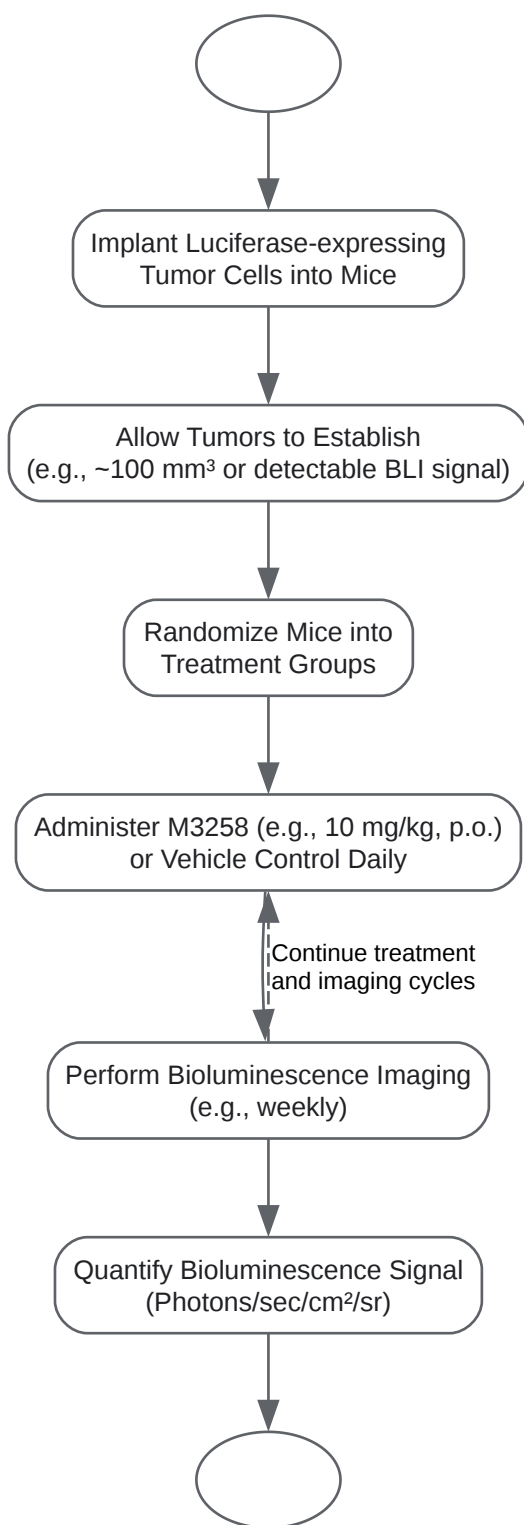 Implant Luciferase-expressing
Tumor Cells into Mice
Allow Tumors to Establish
(e.g., ~100 mm³ or detectable BLI signal)
Randomize Mice into
Treatment Groups
Administer M3258 (e.g., 10 mg/kg, p.o.)
or Vehicle Control Daily
Continue treatment
and imaging cycles
Perform Bioluminescence Imaging
(e.g., weekly)
Quantify Bioluminescence Signal
(Photons/sec/cm²/sr)